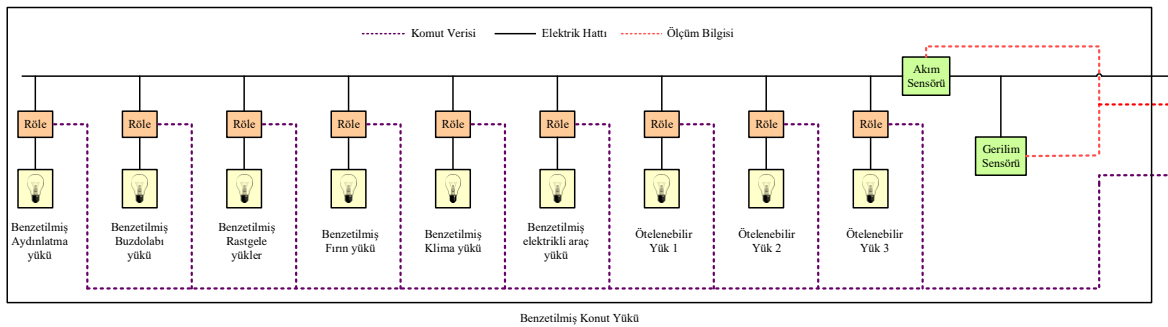 Komut Verisi
Elektrik Hattı
Ölçüm Bilgisi
Akım
Sensörü
Röle
Röle
Röle
Röle
Röle
Röle
Röle
Röle
Röle
Gerilim
Sensörü
Benzetilmiş
Aydınlatma
yükü
Benzetilmiş
Buzdolabı
yükü
Benzetilmiş
Rastgele
yükler
Benzetilmiş
Fırın yükü
Benzetilmiş
Klima yükü
Benzetilmiş
elektrikli araç
yükü
Ötelenebilir
Yük 1
Ötelenebilir
Yük 2
Ötelenebilir
Yük 3
Benzetilmiş Konut Yükü